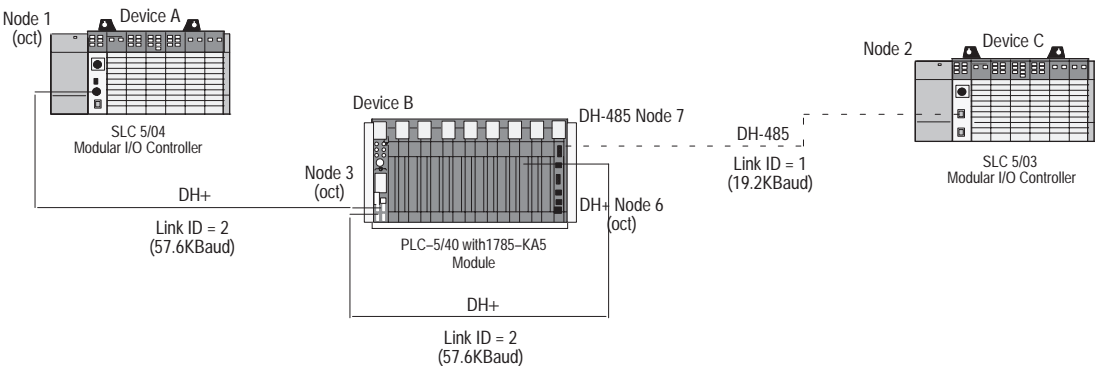 Node 1
(oct)
Device A
SLC 5/04
Modular I/O Controller
DH+
Link ID = 2
(57.6KBaud)
Device B
Node 3
(oct)
DH-485 Node 7
DH+ Node 6
(oct)
PLC–5/40 with1785–KA5
Module
DH+
Link ID = 2
(57.6KBaud)
DH-485
Link ID = 1
(19.2KBaud)
Node 2
Device C
SLC 5/03
Modular I/O Controller